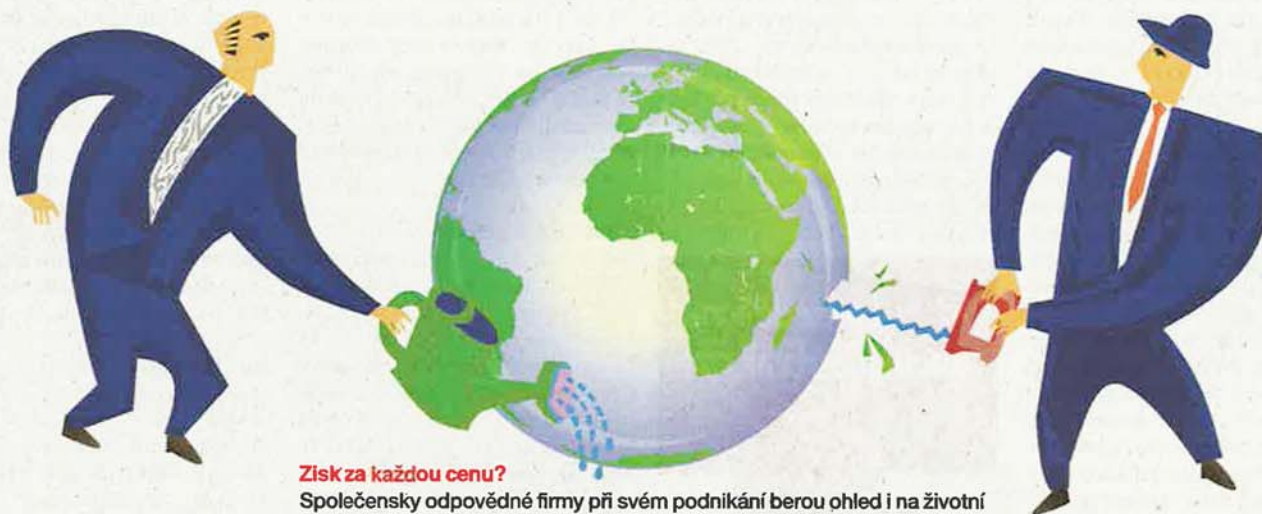 Zisk za každou cenu?
Společensky odpovědné firmy při svém podnikání berou ohled i na životní